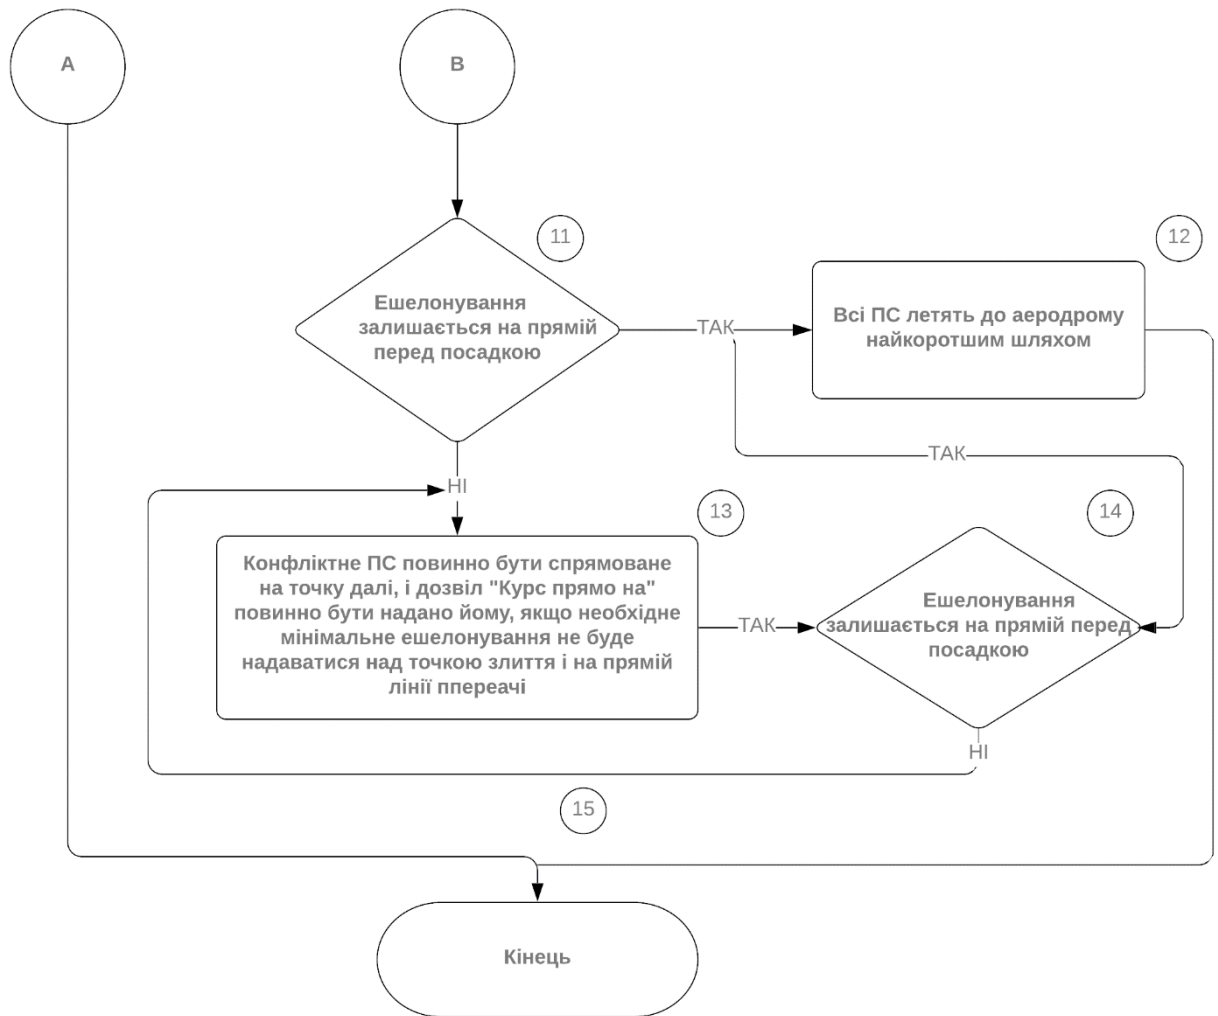 A
B
11
12
Ешелонування
залишається на прямій
перед посадкою
ТАК
Всі ПС летять до аеродрому
найкоротшим шляхом
ТАК
НІ
13
14
Конфліктне ПС повинно бути спрямоване
на точку далі, і дозвіл "Курс прямо на"
повинно бути надано йому, якщо необхідне
мінімальне ешелонування не буде
надаватися над точкою злиття і на прямій
лінії ппереачі
ТАК
Ешелонування
залишається на прямій перед
посадкою
НІ
15
Кінець